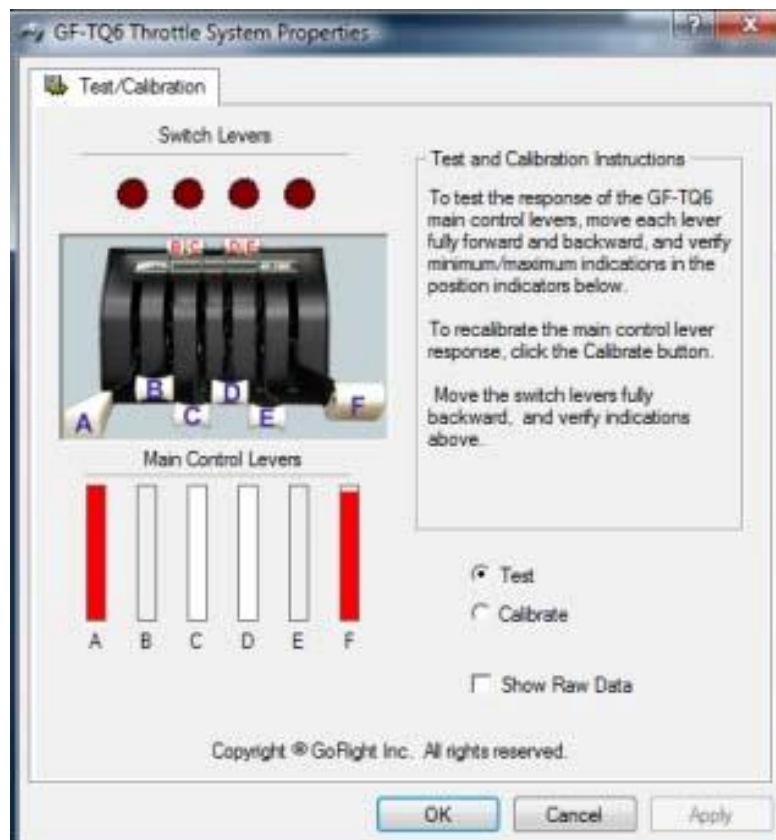 GF-TQ6 Throttle System Properties
Test/Calibration
Switch Levers
B C D E
A B C D E F
Main Control Levers
A B C D E F
Test and Calibration Instructions
To test the response of the GF-TQ6
main control levers, move each lever
fully forward and backward, and verify
minimum/maximum indications in the
position indicators below.
To recalibrate the main control lever
response, click the Calibrate button.
Move the switch levers fully
backward, and verify indications
above.
Test
Calibrate
Show Raw Data
Copyright ® GoFlight Inc. All rights reserved.
OK Cancel Apply